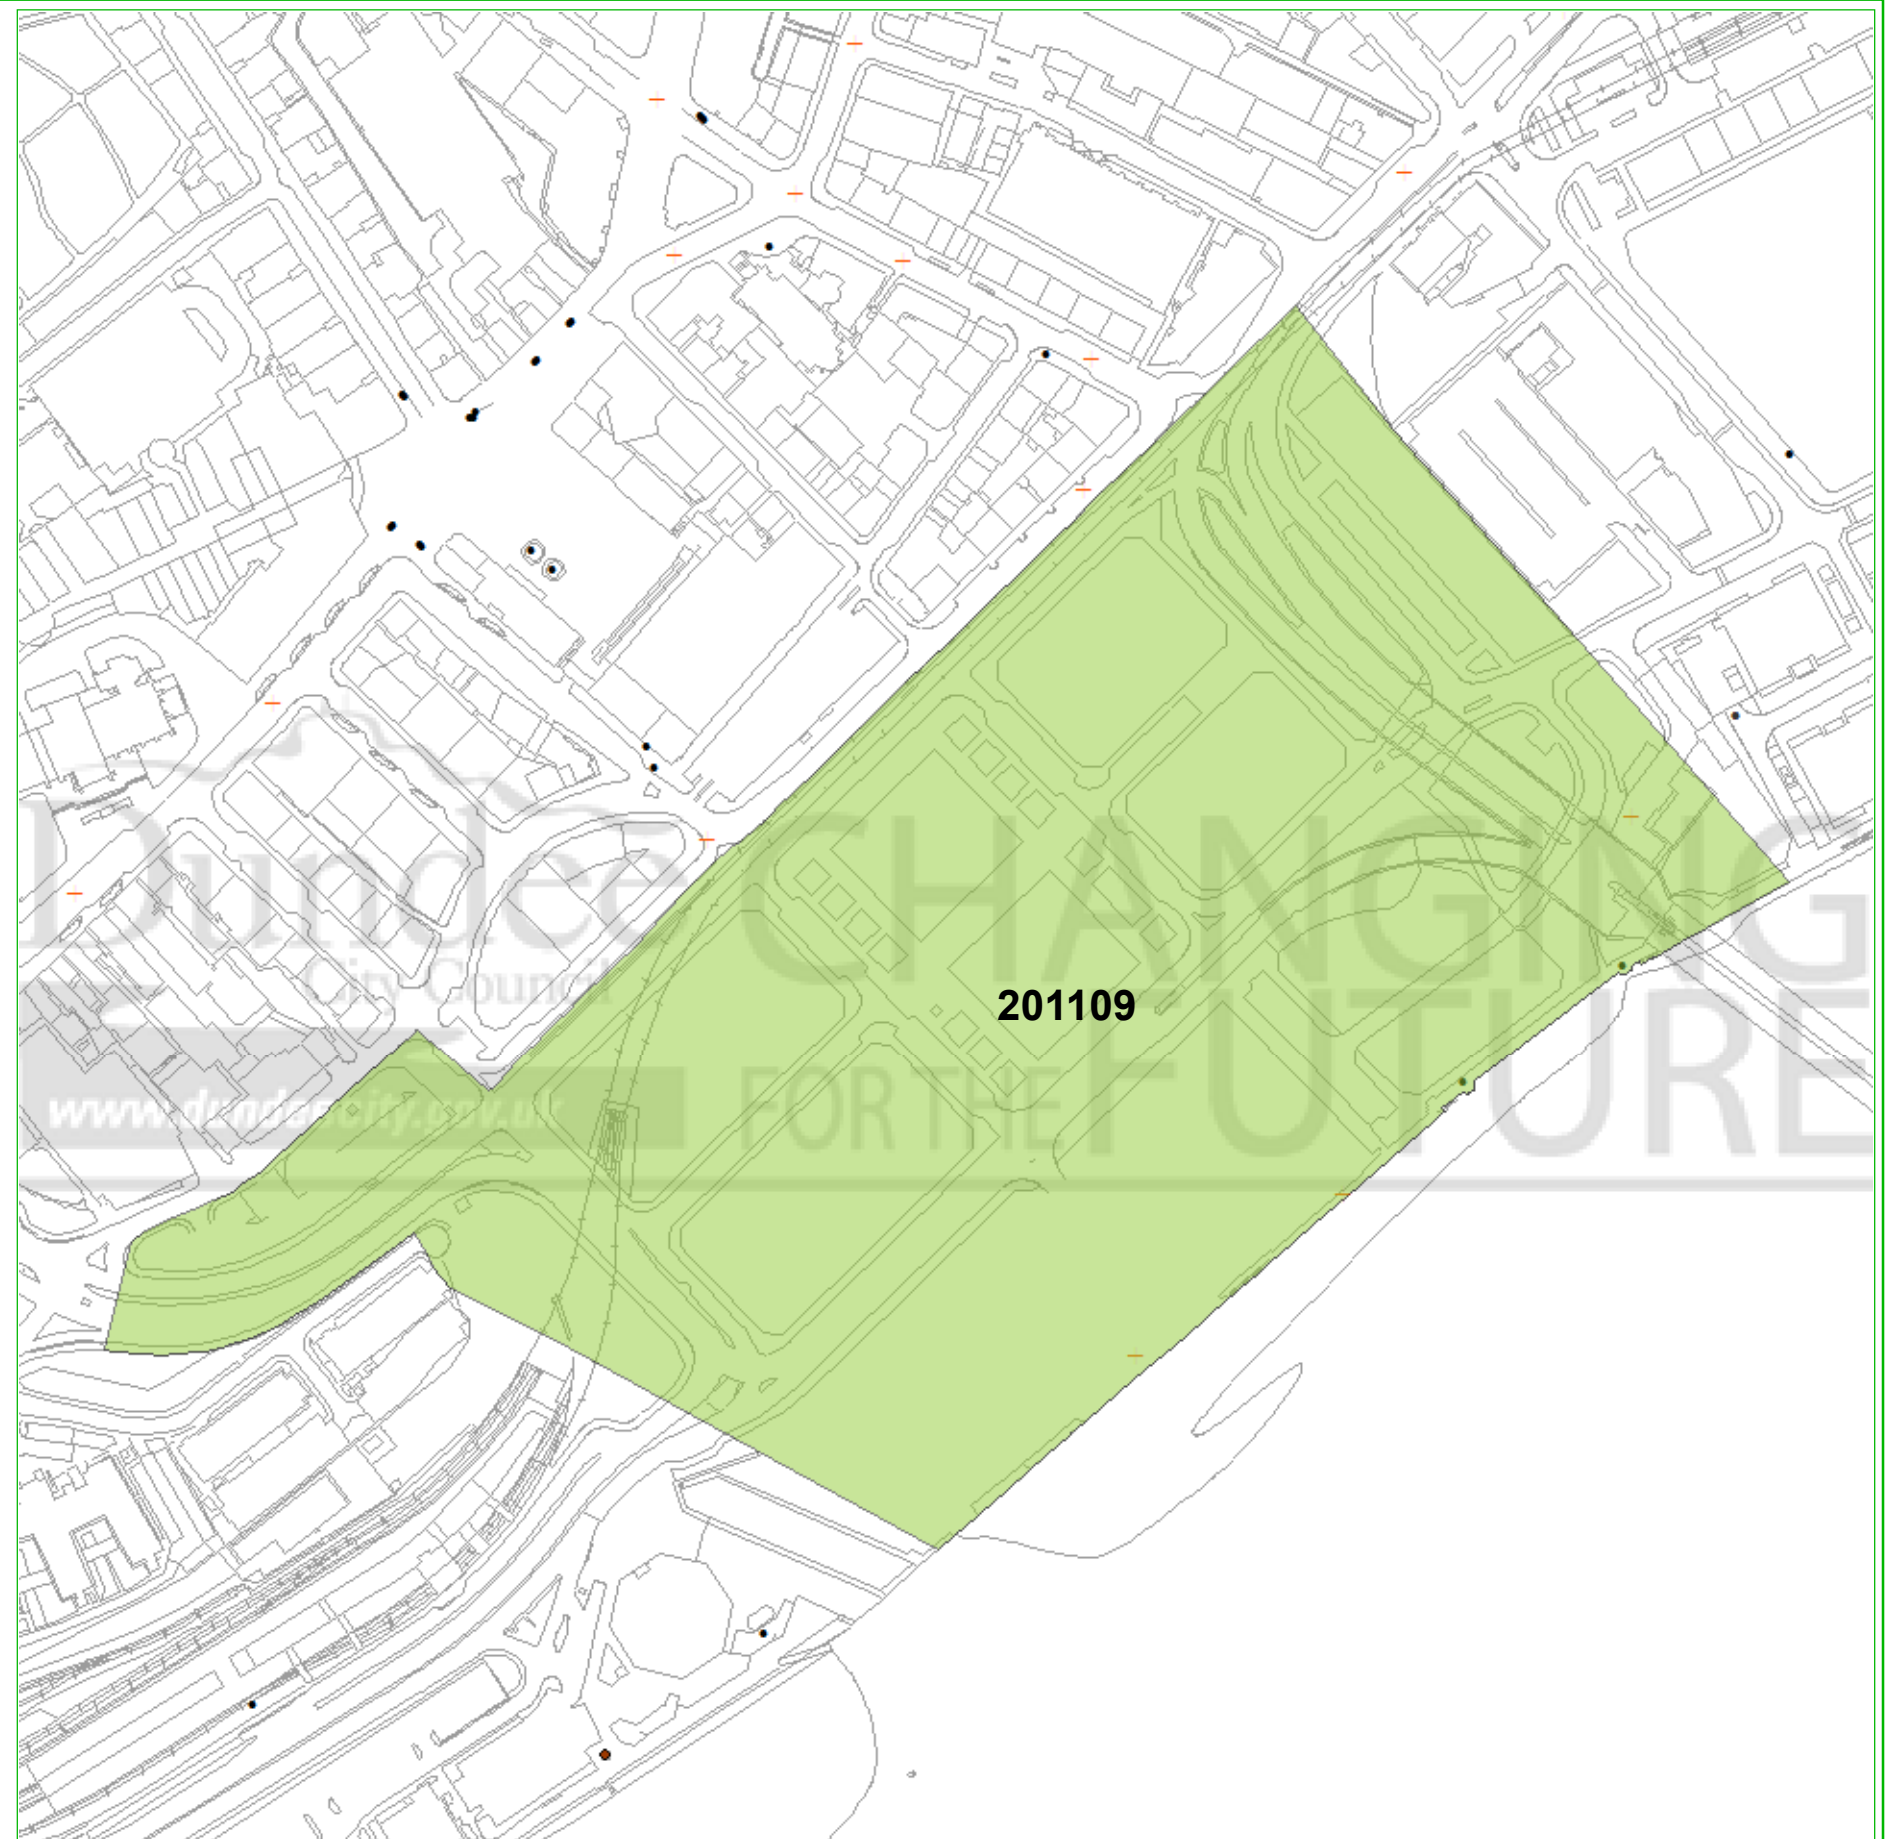 Dundee
City Council
www.dundeecity.gov.uk
CHANGING
FOR THE FUTURE
201109